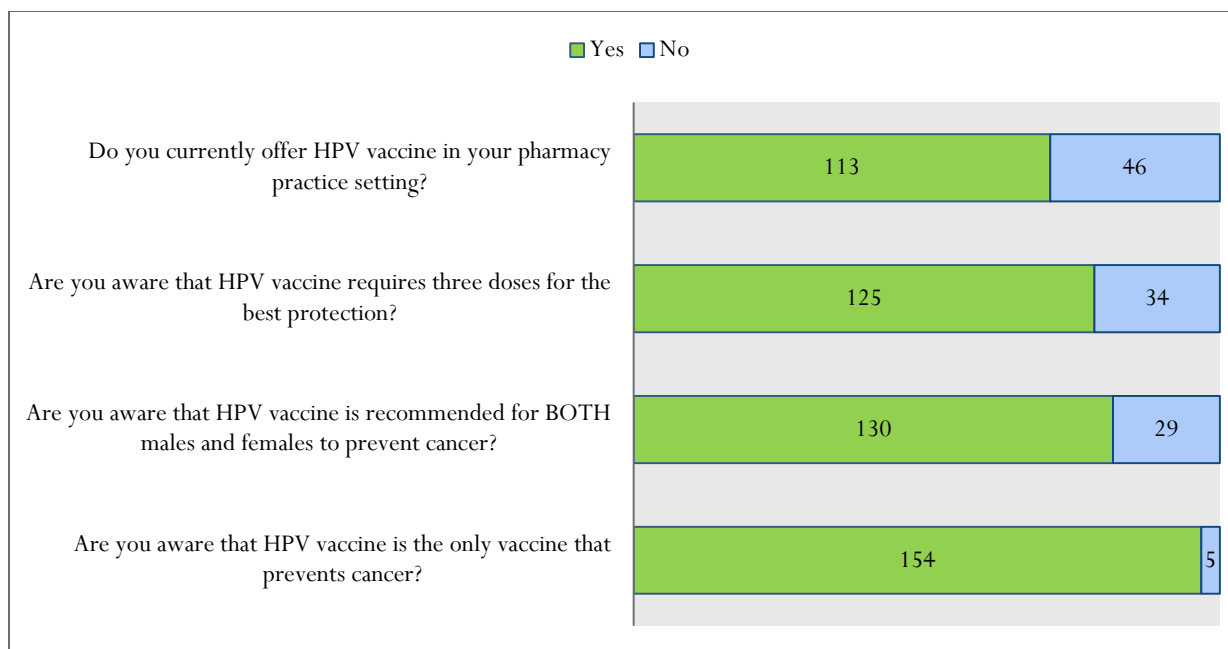 Yes No
Do you currently offer HPV vaccine in your pharmacy
practice setting?
113 46
Are you aware that HPV vaccine requires three doses for the
best protection?
125 34
Are you aware that HPV vaccine is recommended for BOTH
males and females to prevent cancer?
130 29
Are you aware that HPV vaccine is the only vaccine that
prevents cancer?
154 5